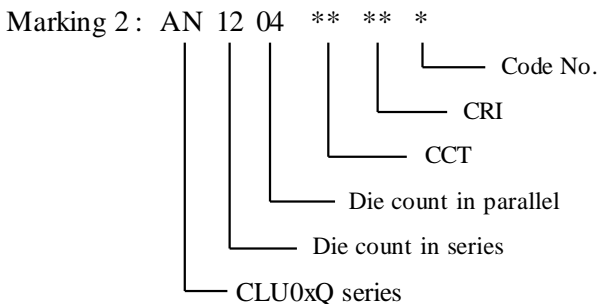 Marking 2 : AN 12 04 ** ** *
Code No.
CRI
CCT
Die count in parallel
Die count in series
CLU0xQ series